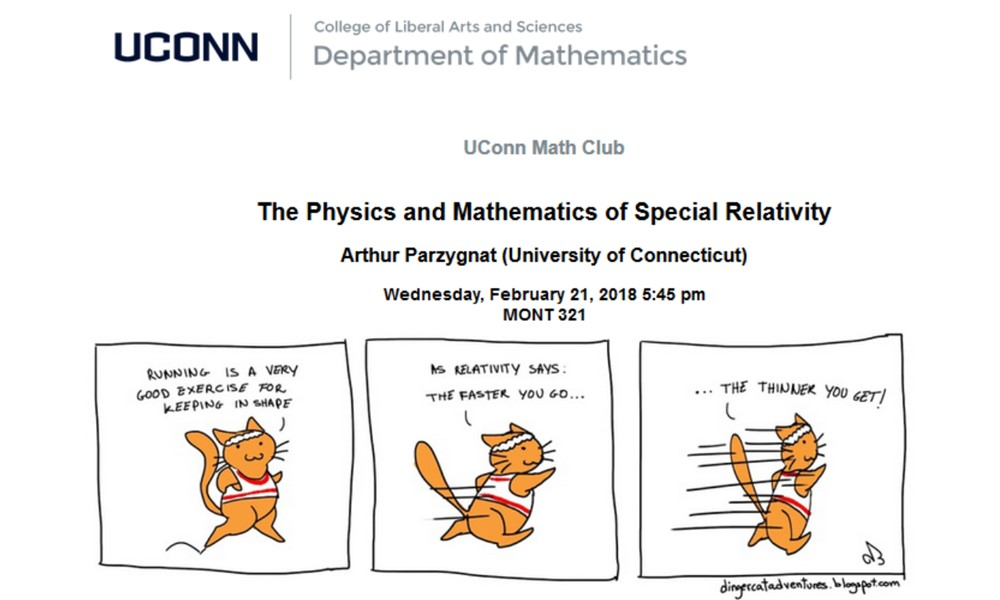 UCONN
College of Liberal Arts and Sciences
Department of Mathematics
UConn Math Club
The Physics and Mathematics of Special Relativity
Arthur Parzygnat (University of Connecticut)
Wednesday, February 21, 2018 5:45 pm
MONT 321
RUNNING IS A VERY
GOOD EXERCISE FOR
KEEPING IN SHAPE
AS RELATIVITY SAYS:
THE FASTER YOU GO...
... THE THINNER YOU GET!
dingercatadventures.blogspot.com